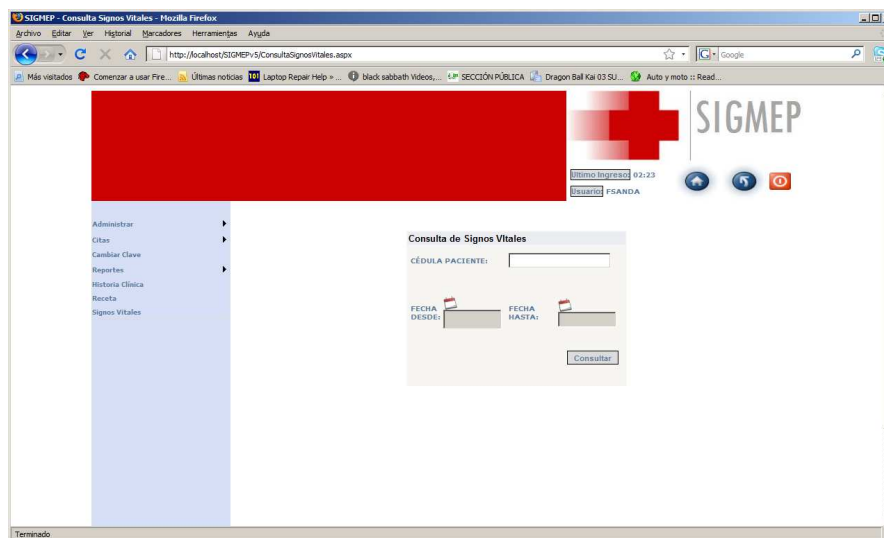 SIGMEP - Consulta Signos Vitales - Mozilla Firefox
Archivo Editar Ver Historial Marcadores Herramientas Ayuda
http://localhost/SIGMEPv5/ConsultaSignosVitales.aspx
Google
Más visitados Comenzar a usar Fire... Últimas noticias Laptop Repair Help » ... black sabbath Videos,... SECCIÓN PÚBLICA Dragon Ball Kai 03 SU... Auto y moto :: Read...
SIGMEP
Ultimo Ingreso: 02:23
Usuario: FSANDA
Administrar
Citas
Cambiar Clave
Reportes
Historia Clínica
Receta
Signos Vitales
Consulta de Signos VItales
CÉDULA PACIENTE:
FECHA DESDE:
FECHA HASTA:
Consultar
Terminado